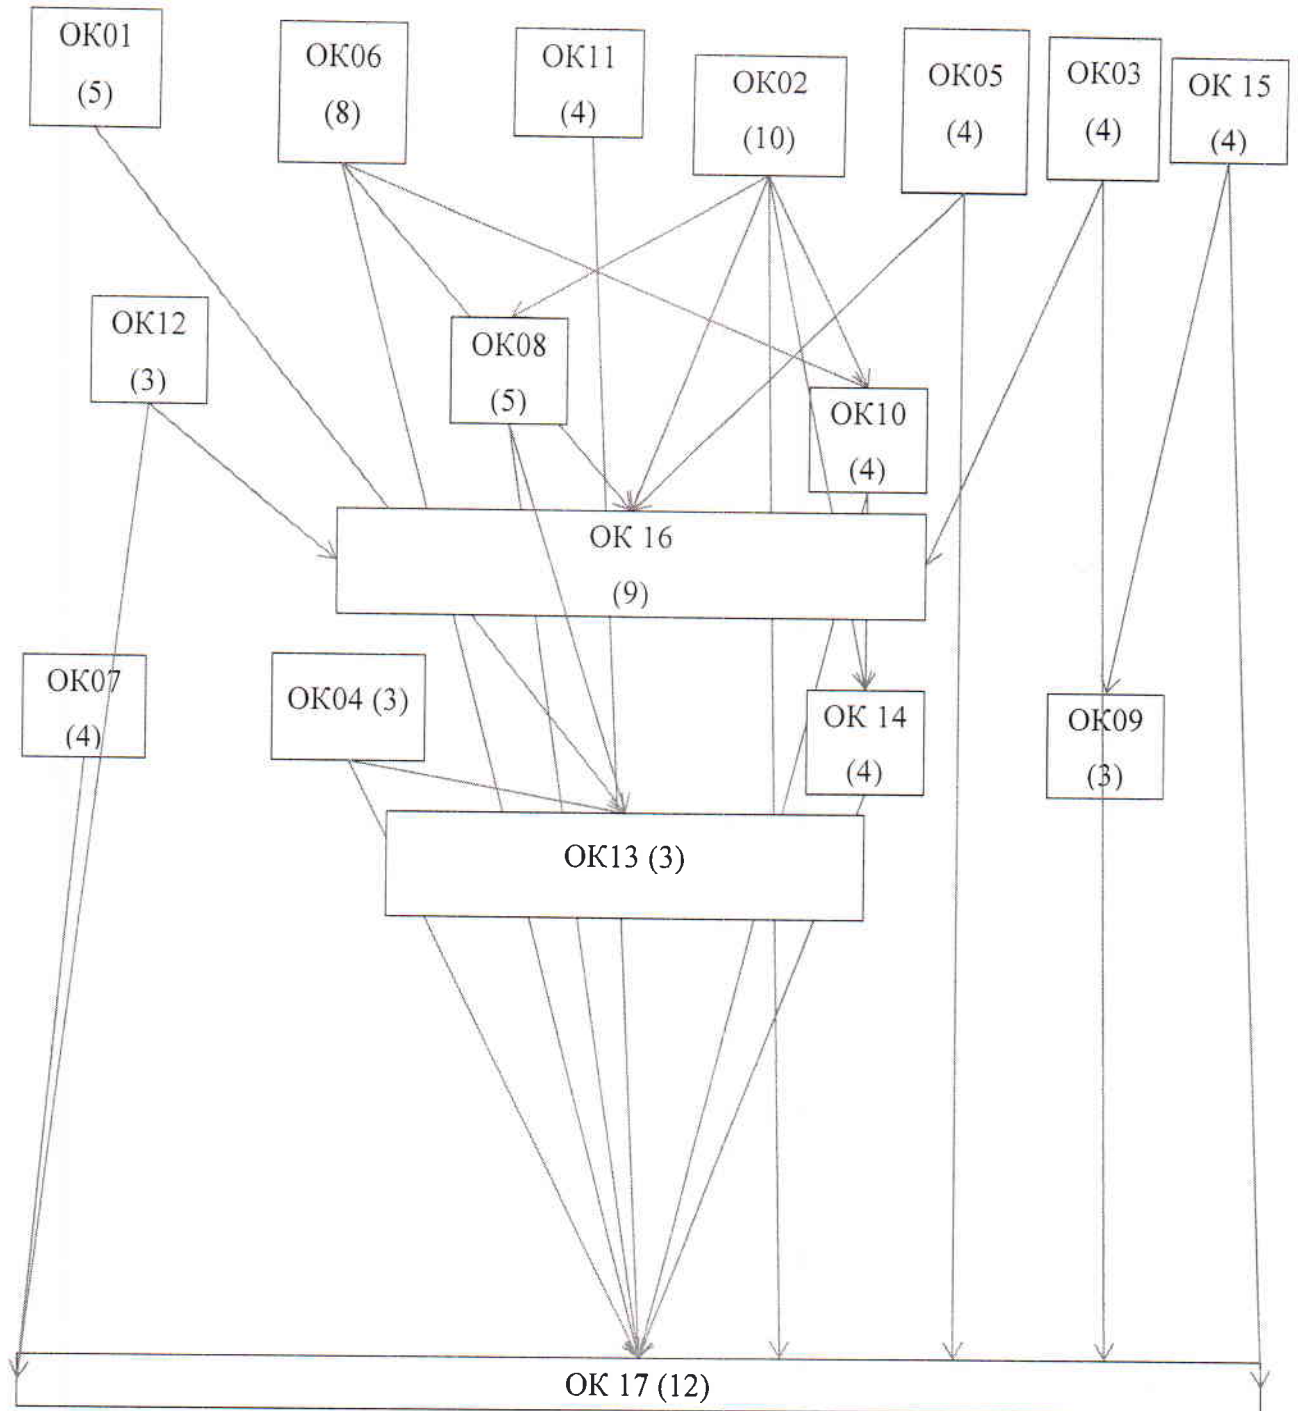 ОК01
(5)
ОК06
(8)
ОК11
(4)
ОК02
(10)
ОК05
(4)
ОК03
(4)
ОК 15
(4)
ОК12
(3)
ОК08
(5)
ОК10
(4)
ОК 16
(9)
ОК07
(4)
ОК04 (3)
ОК 14
(4)
ОК09
(3)
ОК13 (3)
ОК 17 (12)